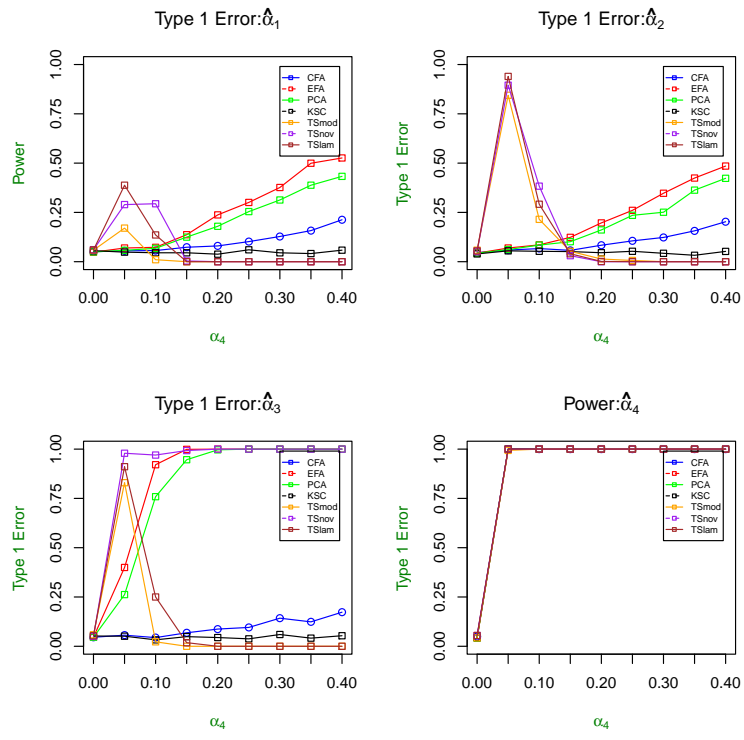 Type 1 Error:α̂₁
Power
1.00
0.75
0.50
0.25
0.00
CFA
EFA
PCA
KSC
TSmod
TSnov
TSlam
0.00 0.10 0.20 0.30 0.40
α₄
Type 1 Error:α̂₂
Type 1 Error
1.00
0.75
0.50
0.25
0.00
CFA
EFA
PCA
KSC
TSmod
TSnov
TSlam
0.00 0.10 0.20 0.30 0.40
α₄
Type 1 Error:α̂₃
Type 1 Error
1.00
0.75
0.50
0.25
0.00
CFA
EFA
PCA
KSC
TSmod
TSnov
TSlam
0.00 0.10 0.20 0.30 0.40
α₄
Power:α̂₄
Type 1 Error
1.00
0.75
0.50
0.25
0.00
CFA
EFA
PCA
KSC
TSmod
TSnov
TSlam
0.00 0.10 0.20 0.30 0.40
α₄